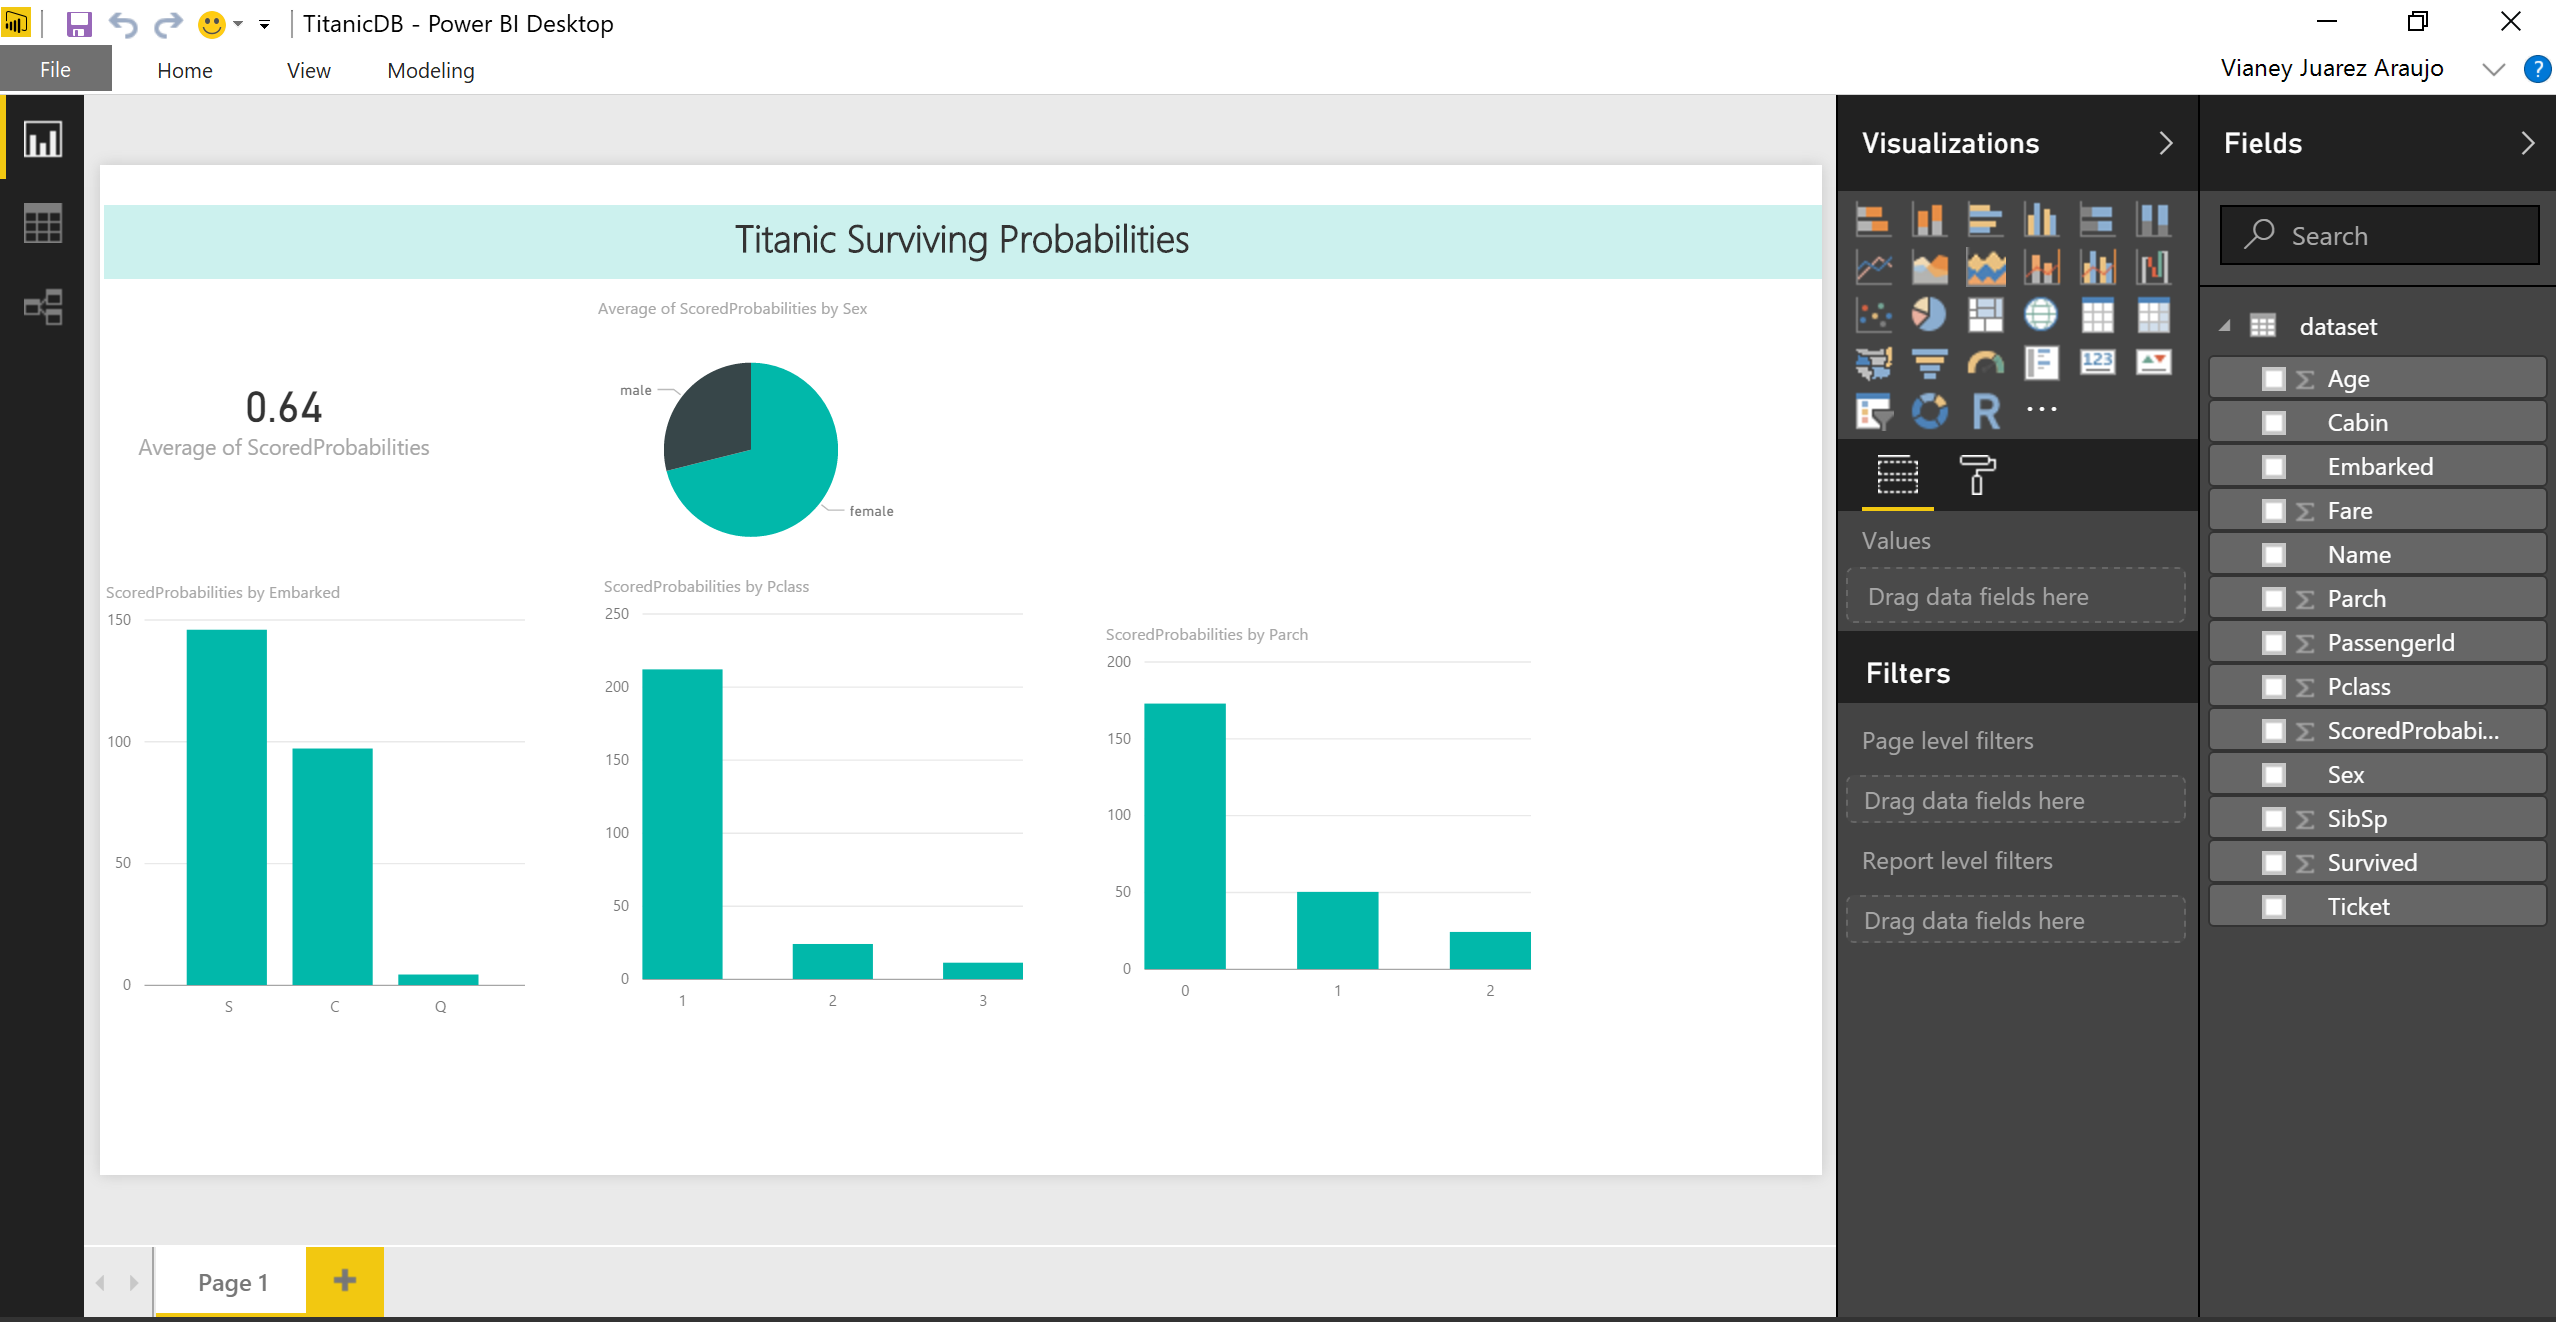 TitanicDB - Power BI Desktop
File Home View Modeling
Vianey Juarez Araujo
?
Titanic Surviving Probabilities
0.64
Average of ScoredProbabilities
Average of ScoredProbabilities by Sex
male
female
ScoredProbabilities by Embarked
150
100
50
0
S C Q
ScoredProbabilities by Pclass
250
200
150
100
50
0
1 2 3
ScoredProbabilities by Parch
200
150
100
50
0
0 1 2
Page 1
Visualizations
123
R
Values
Drag data fields here
Filters
Page level filters
Drag data fields here
Report level filters
Drag data fields here
Fields
Search
dataset
Age
Cabin
Embarked
Fare
Name
Parch
PassengerId
Pclass
ScoredProbabi...
Sex
SibSp
Survived
Ticket